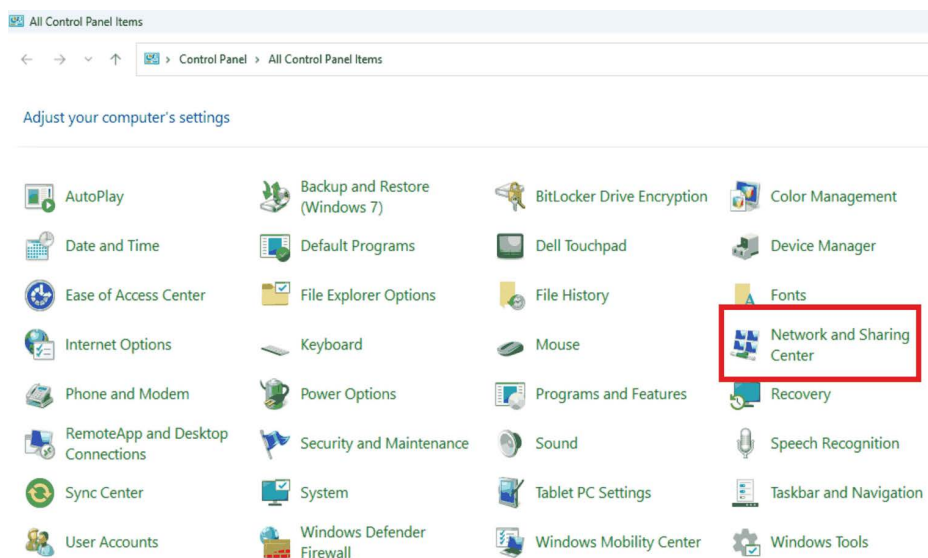 All Control Panel Items
Control Panel > All Control Panel Items
Adjust your computer's settings
AutoPlay
Backup and Restore
(Windows 7)
BitLocker Drive Encryption
Color Management
Date and Time
Default Programs
Dell Touchpad
Device Manager
Ease of Access Center
File Explorer Options
File History
Fonts
Internet Options
Keyboard
Mouse
Network and Sharing
Center
Phone and Modem
Power Options
Programs and Features
Recovery
RemoteApp and Desktop
Connections
Security and Maintenance
Sound
Speech Recognition
Sync Center
System
Tablet PC Settings
Taskbar and Navigation
User Accounts
Windows Defender
Firewall
Windows Mobility Center
Windows Tools